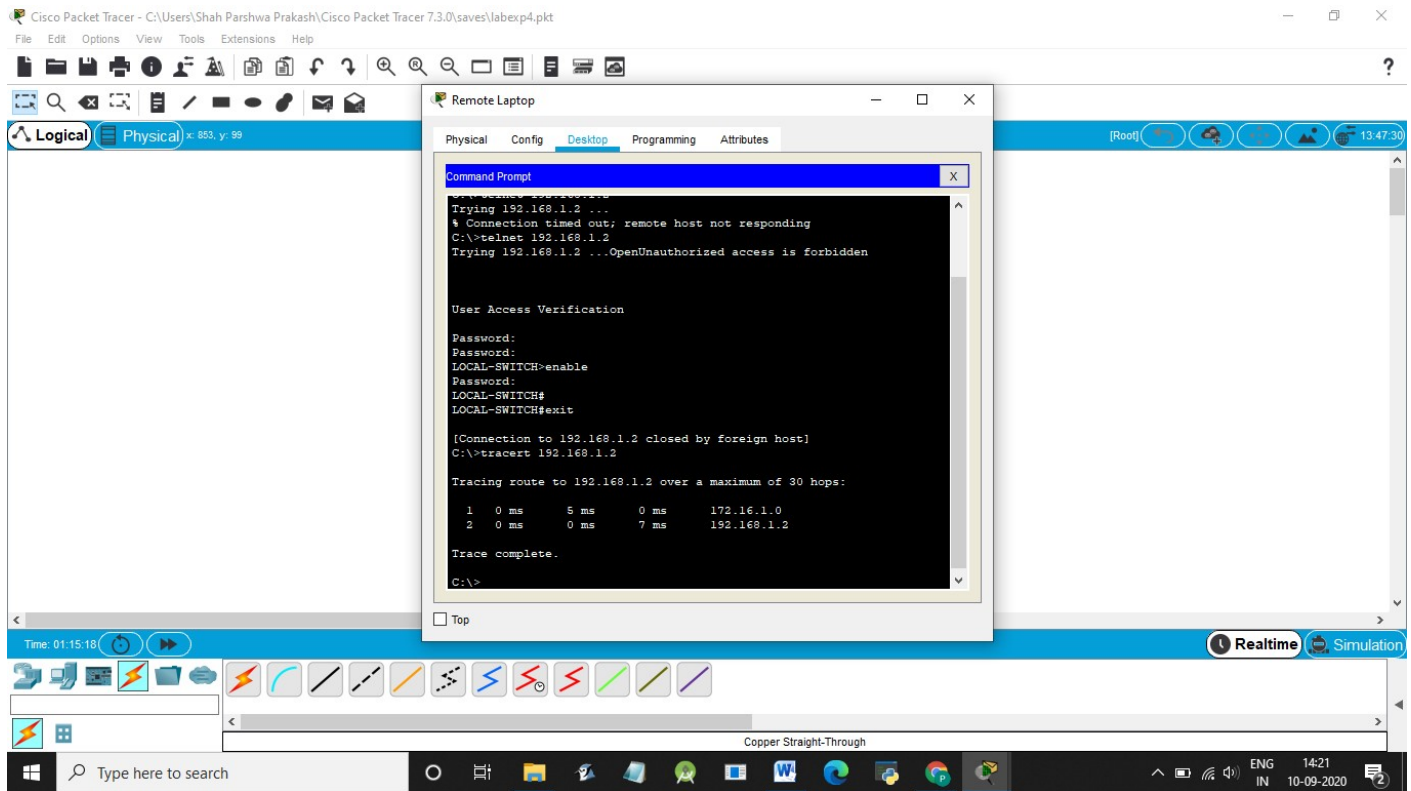 Cisco Packet Tracer - C:\Users\Shah Parshwa Prakash\Cisco Packet Tracer 7.3.0\saves\labexp4.pkt
File Edit Options View Tools Extensions Help
?
Remote Laptop
Logical Physical x: 853, y: 99
[Root] 13:47:30
Physical Config Desktop Programming Attributes
Command Prompt X
Trying 192.168.1.2 ...
% Connection timed out; remote host not responding
C:\>telnet 192.168.1.2
Trying 192.168.1.2 ...OpenUnauthorized access is forbidden
User Access Verification
Password:
Password:
LOCAL-SWITCH>enable
Password:
LOCAL-SWITCH#
LOCAL-SWITCH#exit
[Connection to 192.168.1.2 closed by foreign host]
C:\>tracert 192.168.1.2
Tracing route to 192.168.1.2 over a maximum of 30 hops:
1 0 ms 5 ms 0 ms 172.16.1.0
2 0 ms 0 ms 7 ms 192.168.1.2
Trace complete.
C:\>
Top
Time: 01:15:18
Realtime Simulation
Copper Straight-Through
Type here to search
ENG 14:21
IN 10-09-2020 2